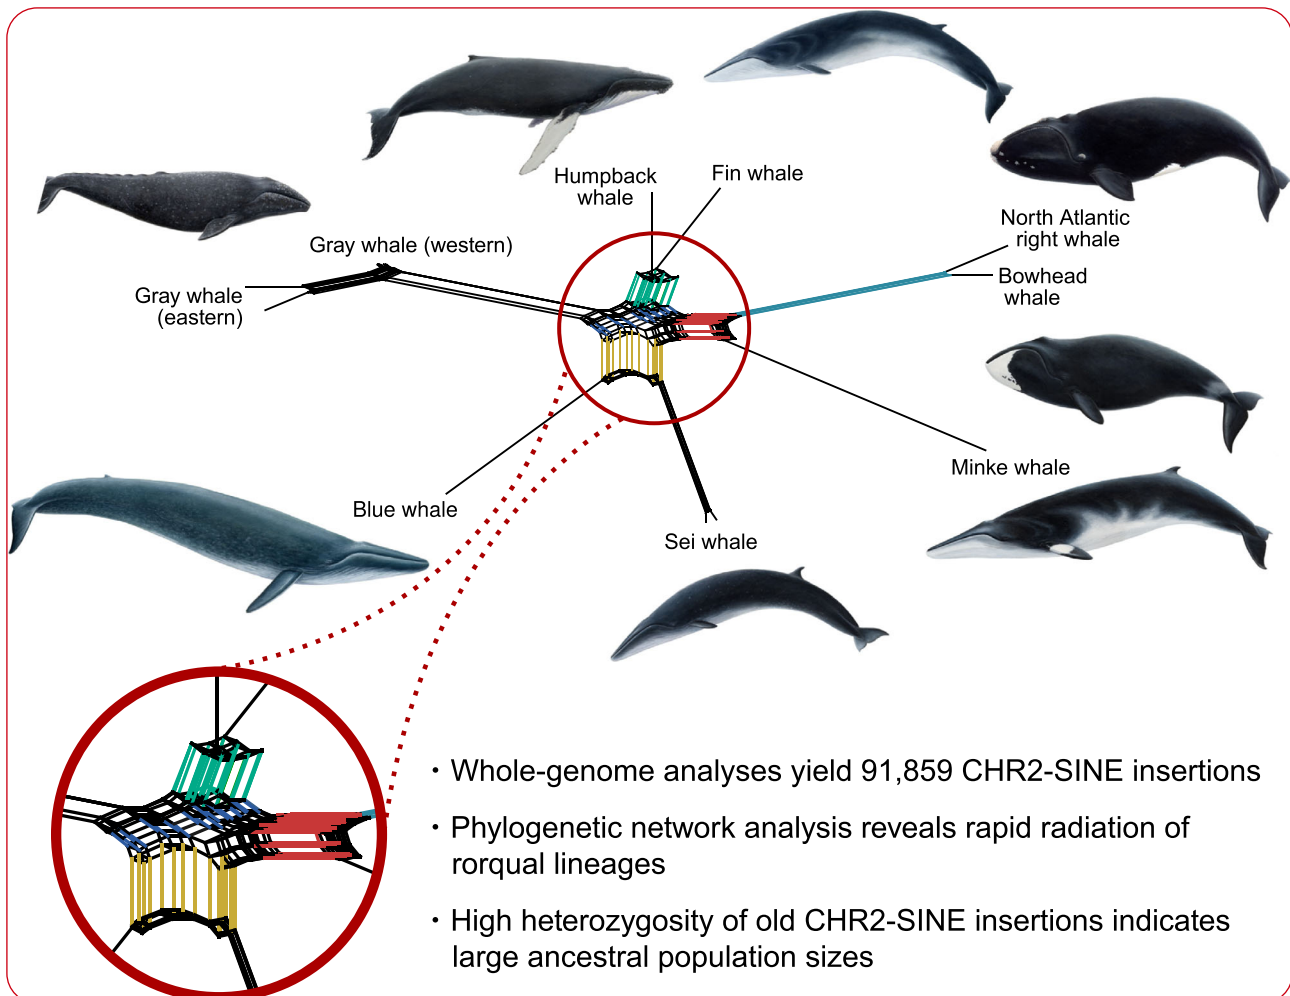 Humpback
whale
Fin whale
North Atlantic
right whale
Gray whale (western)
Bowhead
whale
Gray whale
(eastern)
Minke whale
Blue whale
Sei whale
· Whole-genome analyses yield 91,859 CHR2-SINE insertions
· Phylogenetic network analysis reveals rapid radiation of
rorqual lineages
· High heterozygosity of old CHR2-SINE insertions indicates
large ancestral population sizes